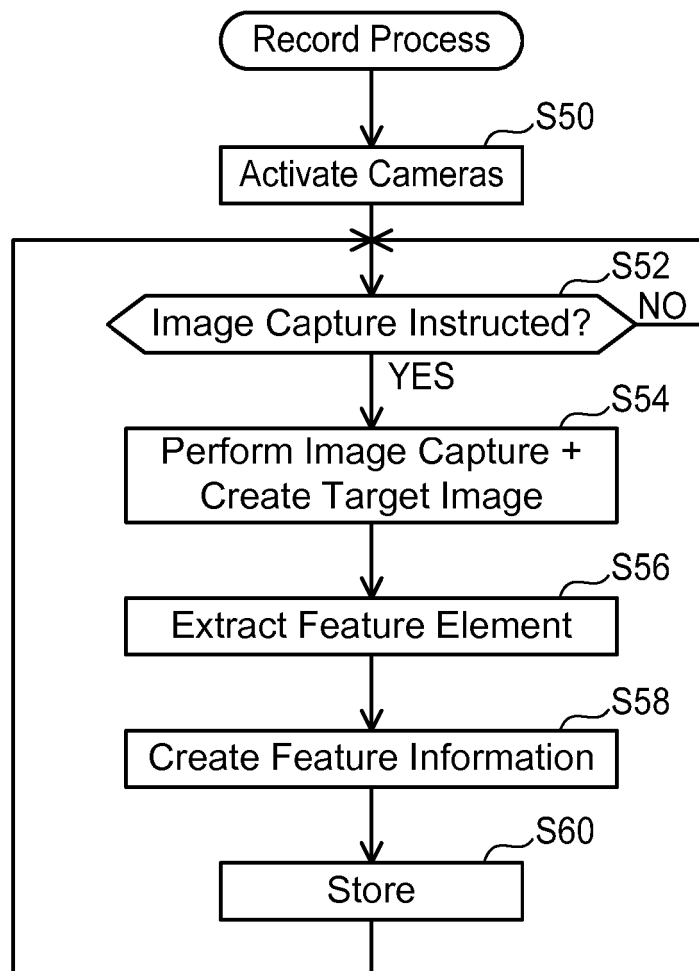 Record Process
S50
Activate Cameras
S52
Image Capture Instructed?
NO
YES
S54
Perform Image Capture +
Create Target Image
S56
Extract Feature Element
S58
Create Feature Information
S60
Store